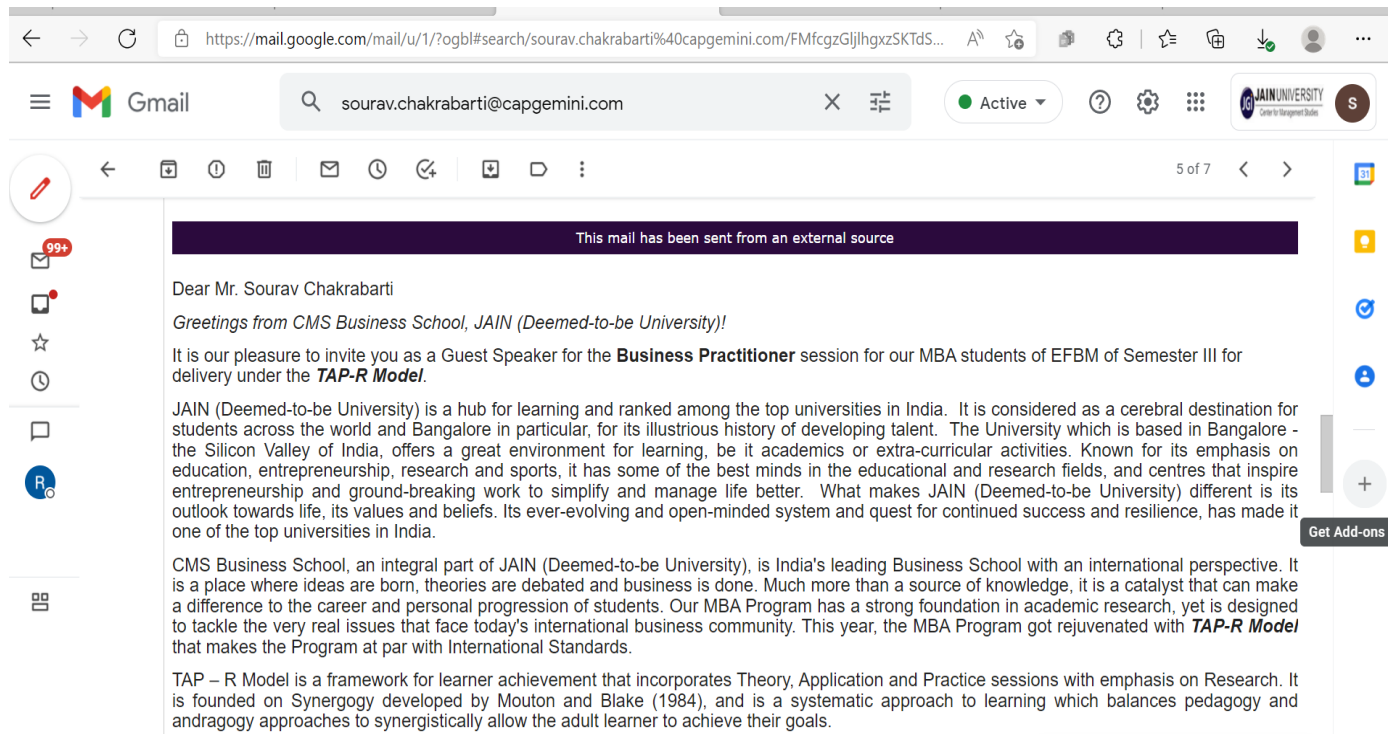 https://mail.google.com/mail/u/1/?ogbl#search/sourav.chakrabarti%40capgemini.com/FMfcgzGljlhgxzSKTdS...
Gmail
sourav.chakrabarti@capgemini.com
Active
JGI JAIN UNIVERSITY
Center for Management Studies
S
5 of 7
31
99+
This mail has been sent from an external source
Dear Mr. Sourav Chakrabarti
Greetings from CMS Business School, JAIN (Deemed-to-be University)!
It is our pleasure to invite you as a Guest Speaker for the Business Practitioner session for our MBA students of EFBM of Semester III for
delivery under the TAP-R Model.
JAIN (Deemed-to-be University) is a hub for learning and ranked among the top universities in India. It is considered as a cerebral destination for
students across the world and Bangalore in particular, for its illustrious history of developing talent. The University which is based in Bangalore -
the Silicon Valley of India, offers a great environment for learning, be it academics or extra-curricular activities. Known for its emphasis on
education, entrepreneurship, research and sports, it has some of the best minds in the educational and research fields, and centres that inspire
entrepreneurship and ground-breaking work to simplify and manage life better. What makes JAIN (Deemed-to-be University) different is its
outlook towards life, its values and beliefs. Its ever-evolving and open-minded system and quest for continued success and resilience, has made it
one of the top universities in India.
R
Get Add-ons
CMS Business School, an integral part of JAIN (Deemed-to-be University), is India's leading Business School with an international perspective. It
is a place where ideas are born, theories are debated and business is done. Much more than a source of knowledge, it is a catalyst that can make
a difference to the career and personal progression of students. Our MBA Program has a strong foundation in academic research, yet is designed
to tackle the very real issues that face today's international business community. This year, the MBA Program got rejuvenated with TAP-R Model
that makes the Program at par with International Standards.
TAP – R Model is a framework for learner achievement that incorporates Theory, Application and Practice sessions with emphasis on Research. It
is founded on Synergogy developed by Mouton and Blake (1984), and is a systematic approach to learning which balances pedagogy and
andragogy approaches to synergistically allow the adult learner to achieve their goals.